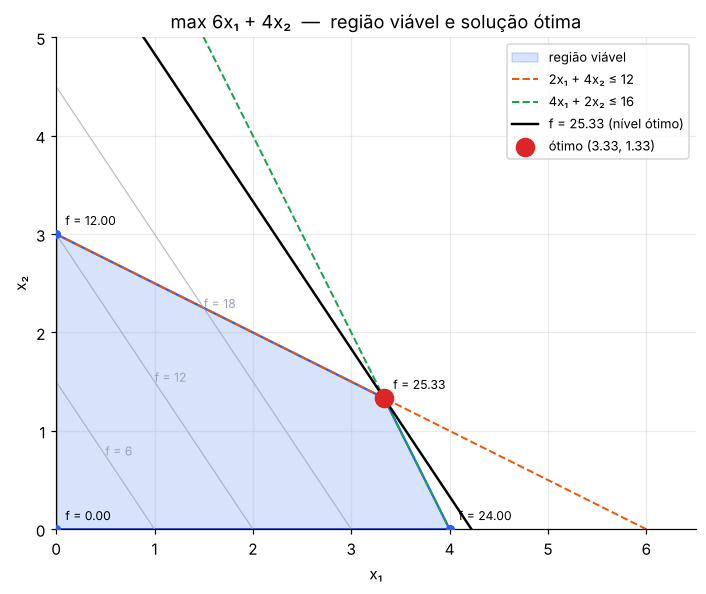 max 6x₁ + 4x₂ — região viável e solução ótima
região viável
2x₁ + 4x₂ ≤ 12
4x₁ + 2x₂ ≤ 16
f = 25.33 (nível ótimo)
ótimo (3.33, 1.33)
5
4
3
2
1
0
x₂
f = 12.00
f = 18
f = 12
f = 25.33
f = 6
f = 0.00
f = 24.00
0 1 2 3 4 5 6
x₁